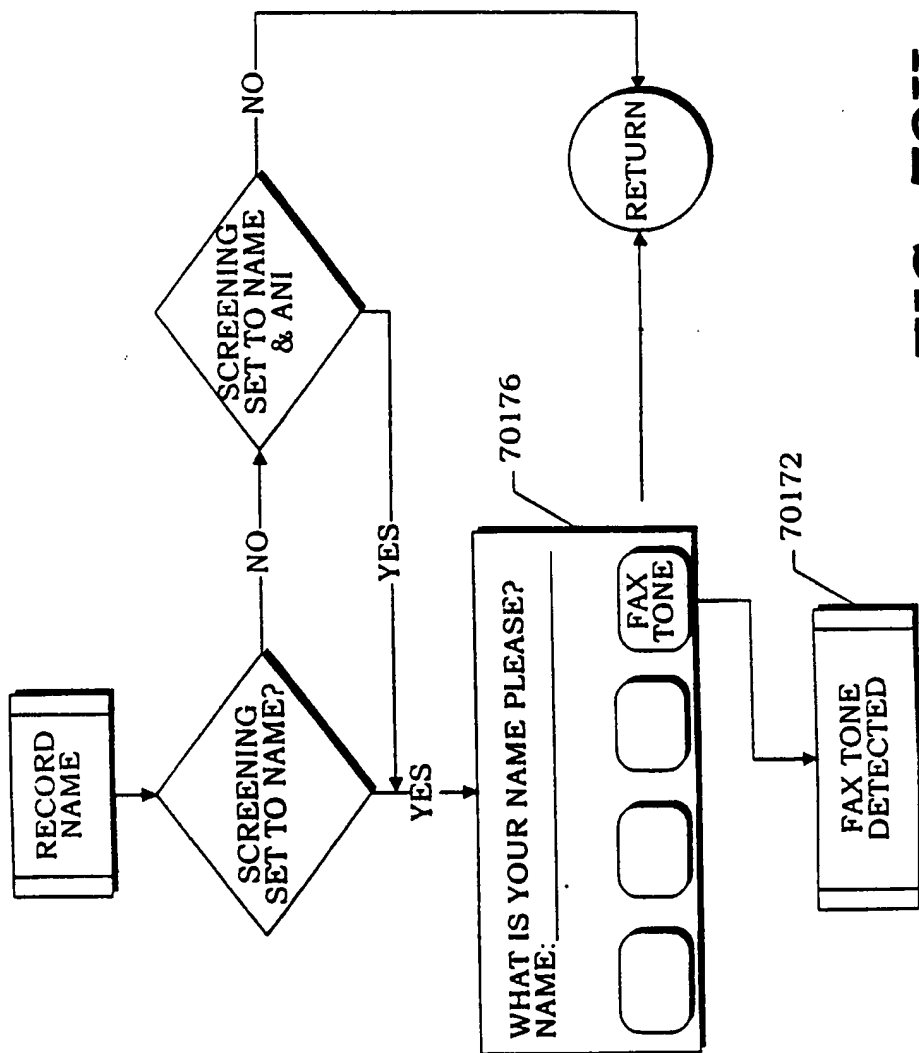 RECORD
NAME
SCREENING
SET TO NAME?
NO
SCREENING
SET TO NAME
& ANI
NO
YES
YES
WHAT IS YOUR NAME PLEASE?
NAME:
FAX
TONE
70176
RETURN
FAX TONE
DETECTED
70172